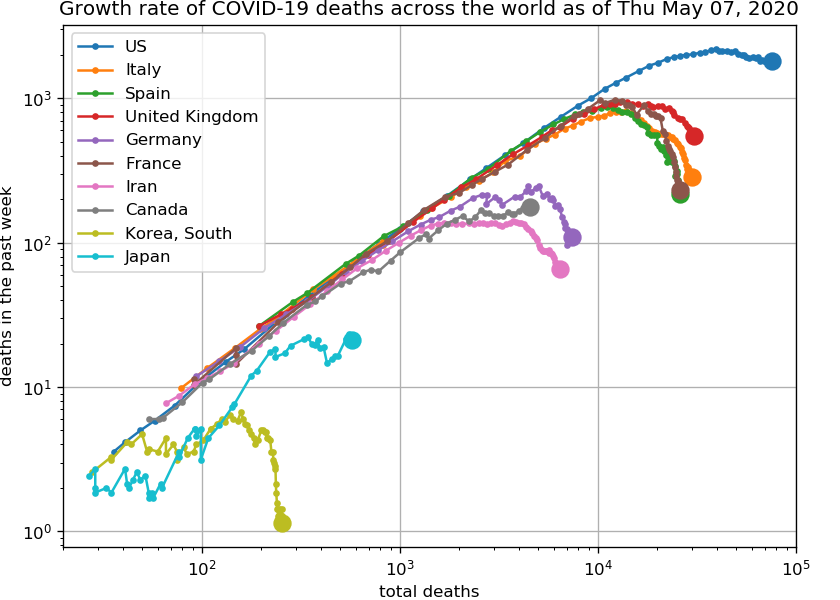 Growth rate of COVID-19 deaths across the world as of Thu May 07, 2020
US
Italy
Spain
United Kingdom
Germany
France
Iran
Canada
Korea, South
Japan
deaths in the past week
10³
10²
10¹
10⁰
10²
10³
10⁴
10⁵
total deaths